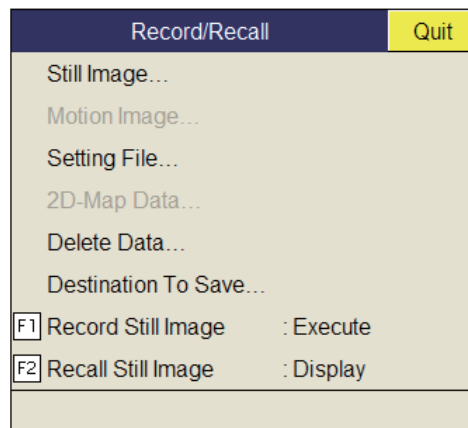 Record/Recall Quit
Still Image...
Motion Image...
Setting File...
2D-Map Data...
Delete Data...
Destination To Save...
F1 Record Still Image : Execute
F2 Recall Still Image : Display